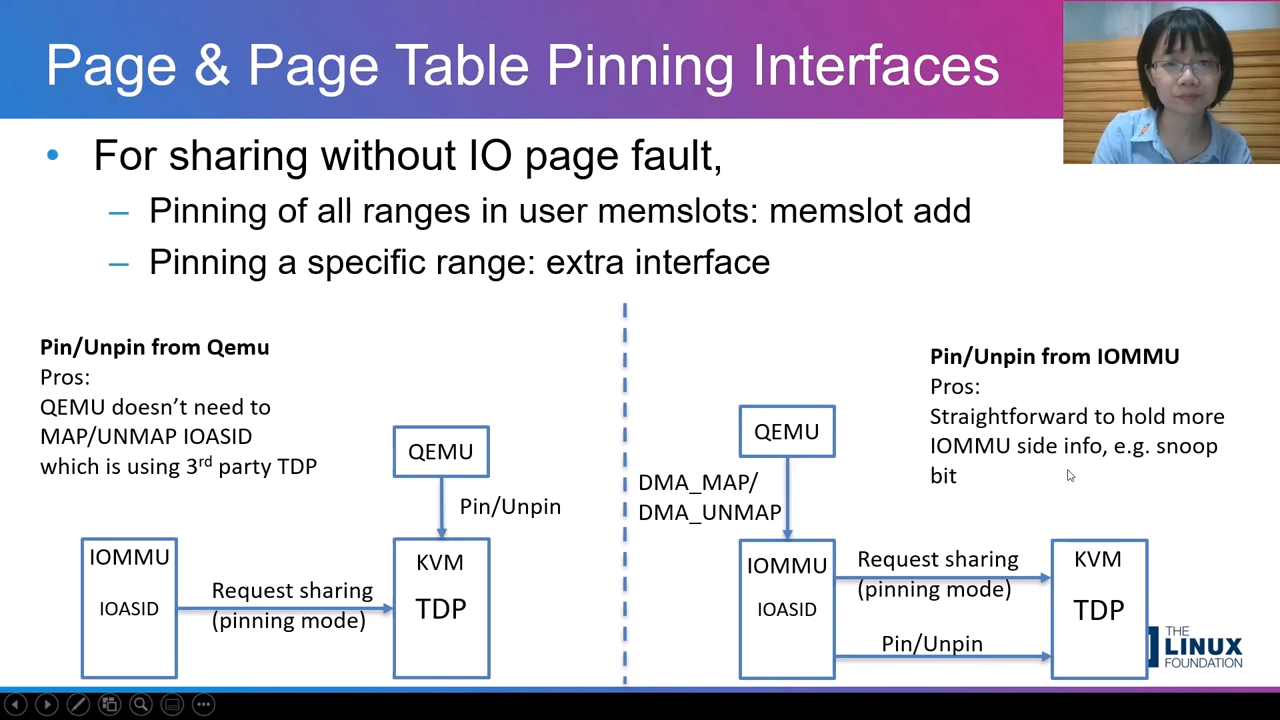 Page & Page Table Pinning Interfaces
• For sharing without IO page fault,
– Pinning of all ranges in user memslots: memslot add
– Pinning a specific range: extra interface
Pin/Unpin from Qemu
Pros:
QEMU doesn't need to
MAP/UNMAP IOASID
which is using 3rd party TDP
QEMU
Pin/Unpin
IOMMU
IOASID
Request sharing
(pinning mode)
KVM
TDP
Pin/Unpin from IOMMU
Pros:
Straightforward to hold more
IOMMU side info, e.g. snoop
bit
QEMU
DMA_MAP/
DMA_UNMAP
IOMMU
IOASID
Request sharing
(pinning mode)
Pin/Unpin
KVM
TDP
THE
LINUX
FOUNDATION